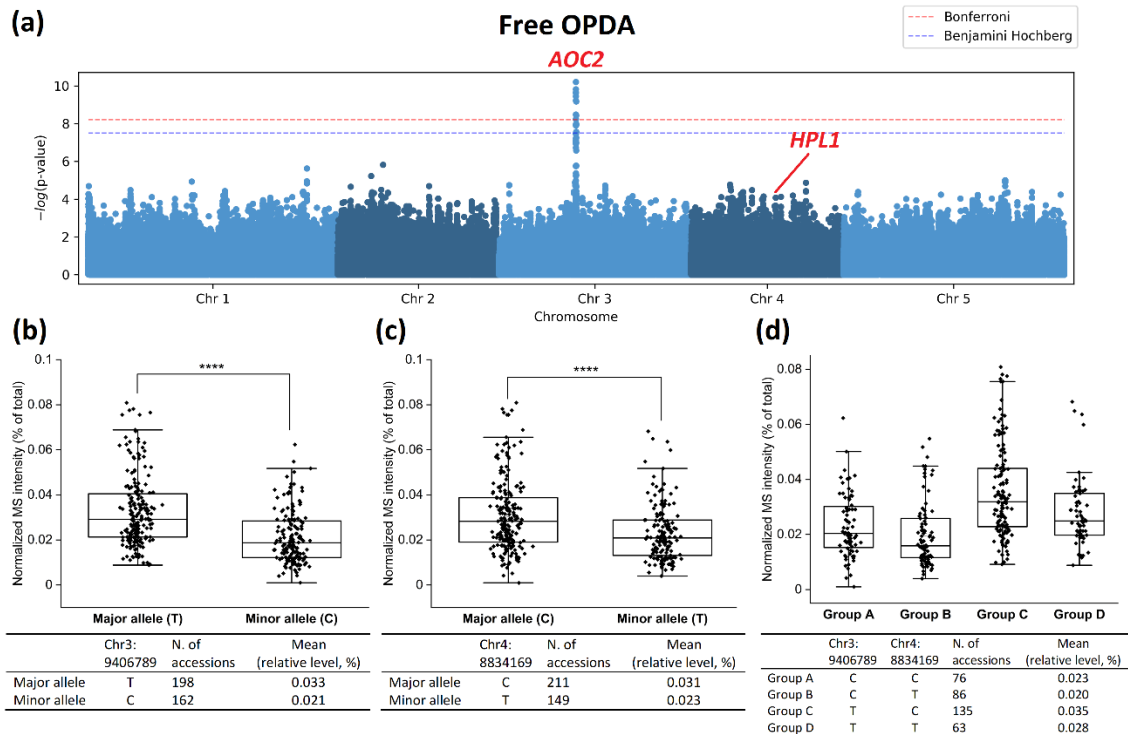 (a)
Free OPDA
Bonferroni
Benjamini Hochberg
AOC2
HPL1
10
8
6
4
2
0
−log(p-value)
Chr 1
Chr 2
Chr 3
Chr 4
Chr 5
Chromosome
(b)
Normalized MS intensity (% of total)
0.1
0.08
0.06
0.04
0.02
0
****
Major allele (T)
Minor allele (C)
Chr3: N. of Mean
9406789 accessions (relative level, %)
Major allele T 198 0.033
Minor allele C 162 0.021
(c)
Normalized MS intensity (% of total)
0.1
0.08
0.06
0.04
0.02
0
****
Major allele (C)
Minor allele (T)
Chr4: N. of Mean
8834169 accessions (relative level, %)
Major allele C 211 0.031
Minor allele T 149 0.023
(d)
Normalized MS intensity (% of total)
0.08
0.06
0.04
0.02
0
Group A
Group B
Group C
Group D
Chr3: Chr4: N. of Mean
9406789 8834169 accessions (relative level, %)
Group A C C 76 0.023
Group B C T 86 0.020
Group C T C 135 0.035
Group D T T 63 0.028